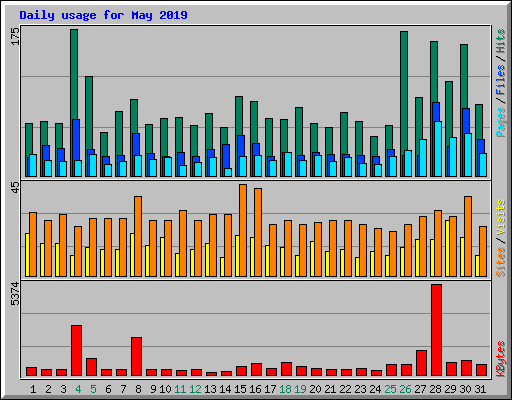 Daily usage for May 2019
175
Pages / Files / Hits
45
Sites / Visits
5374
KBytes
1 2 3 4 5 6 7 8 9 10 11 12 13 14 15 16 17 18 19 20 21 22 23 24 25 26 27 28 29 30 31